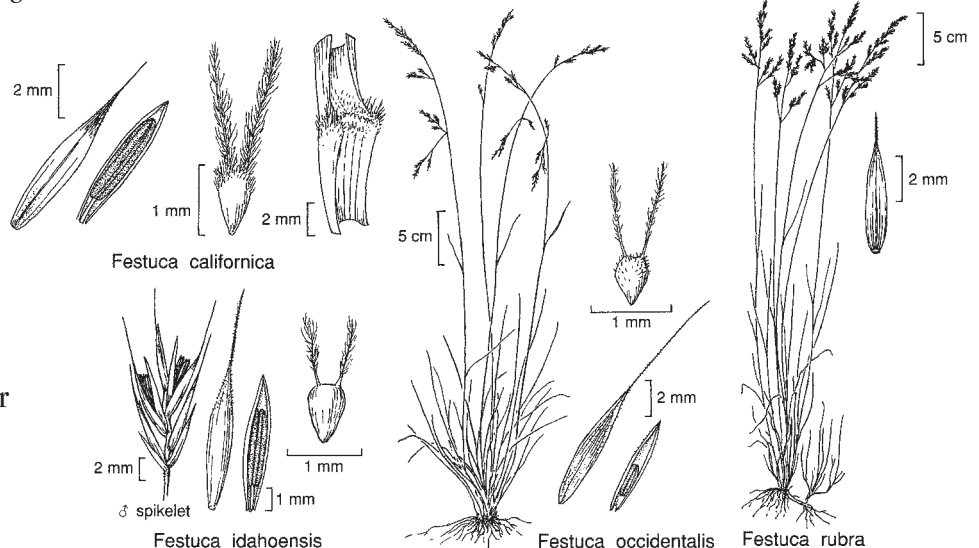 5 cm
2 mm
1 mm
2 mm
2 mm
5 cm
Festuca californica
1 mm
r
2 mm
2 mm
1 mm
1 mm
♂ spikelet
Festuca idahoensis
Festuca occidentalis
Festuca rubra